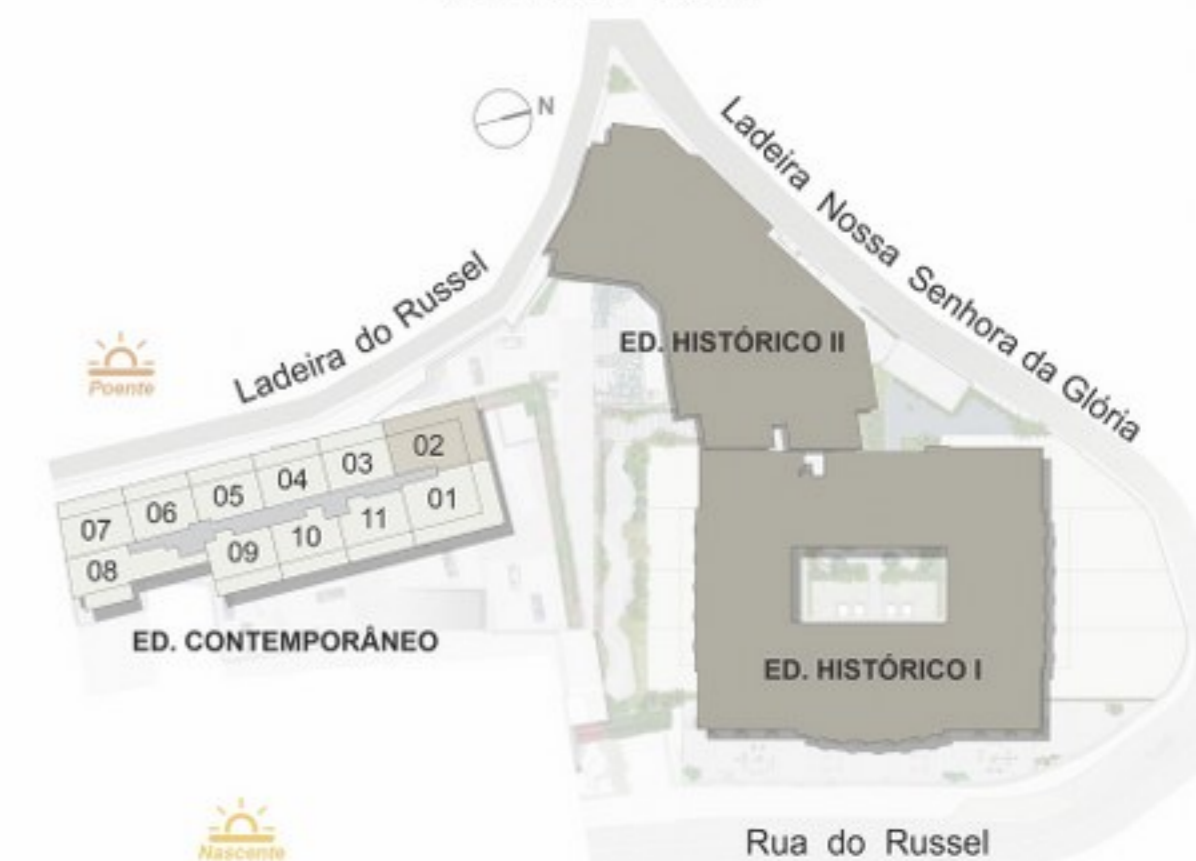 N
Ladeira Nossa Senhora da Glória
Ladeira do Russel
Poente
ED. HISTÓRICO II
02
03
04
05
06
07
01
11
10
09
08
ED. CONTEMPORÂNEO
ED. HISTÓRICO I
Nascente
Rua do Russel